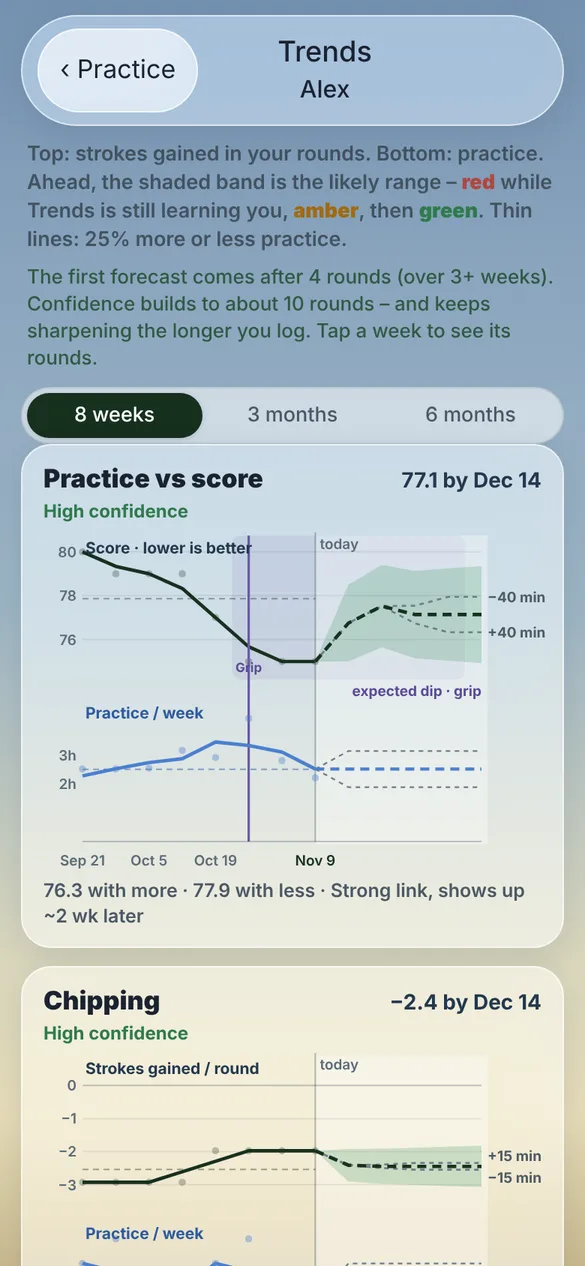 ‹ Practice
Trends
Alex
Top: strokes gained in your rounds. Bottom: practice.
Ahead, the shaded band is the likely range – red while
Trends is still learning you, amber, then green. Thin
lines: 25% more or less practice.
The first forecast comes after 4 rounds (over 3+ weeks).
Confidence builds to about 10 rounds – and keeps
sharpening the longer you log. Tap a week to see its
rounds.
8 weeks
3 months
6 months
Practice vs score
77.1 by Dec 14
High confidence
Score · lower is better
today
80
78
76
−40 min
+40 min
Grip
expected dip · grip
Practice / week
3h
2h
Sep 21
Oct 5
Oct 19
Nov 9
76.3 with more · 77.9 with less · Strong link, shows up
~2 wk later
Chipping
−2.4 by Dec 14
High confidence
Strokes gained / round
today
0
−1
−2
−3
+15 min
−15 min
Practice / week